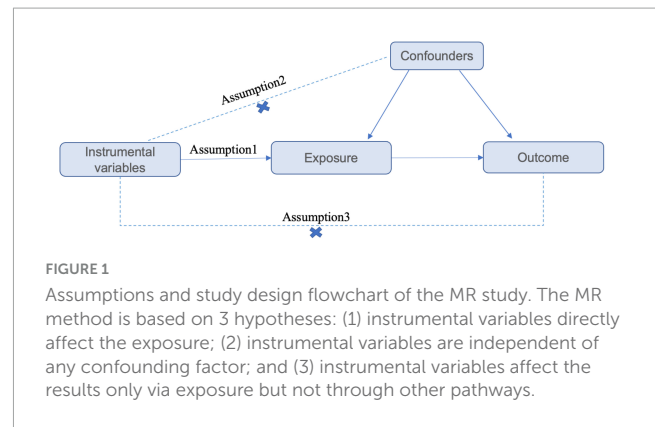 Confounders
Assumption2
Instrumental
variables
Assumption1
Exposure
Outcome
Assumption3
FIGURE 1
Assumptions and study design flowchart of the MR study. The MR
method is based on 3 hypotheses: (1) instrumental variables directly
affect the exposure; (2) instrumental variables are independent of
any confounding factor; and (3) instrumental variables affect the
results only via exposure but not through other pathways.